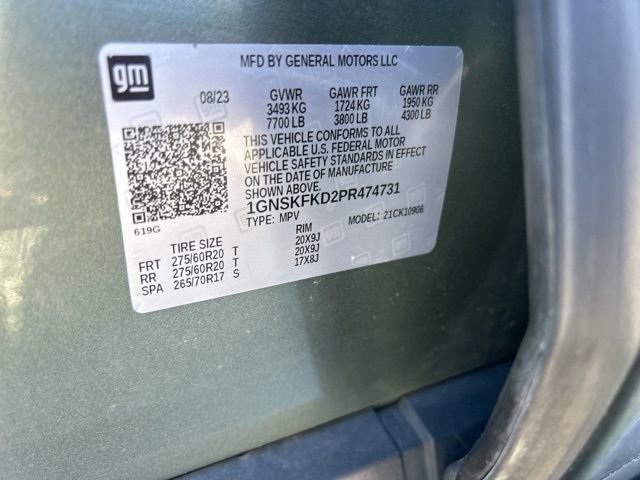 gm
MFD BY GENERAL MOTORS LLC
08/23 GVWR GAWR FRT GAWR RR
3493 KG 1724 KG 1950 KG
7700 LB 3800 LB 4300 LB
THIS VEHICLE CONFORMS TO ALL
APPLICABLE U.S. FEDERAL MOTOR
VEHICLE SAFETY STANDARDS IN EFFECT
ON THE DATE OF MANUFACTURE
SHOWN ABOVE.
1GNSKFKD2PR474731
TYPE: MPV MODEL: 21CK10906
619G
TIRE SIZE RIM
FRT 275/60R20 T 20X9J
RR 275/60R20 T 20X9J
SPA 265/70R17 S 17X8J